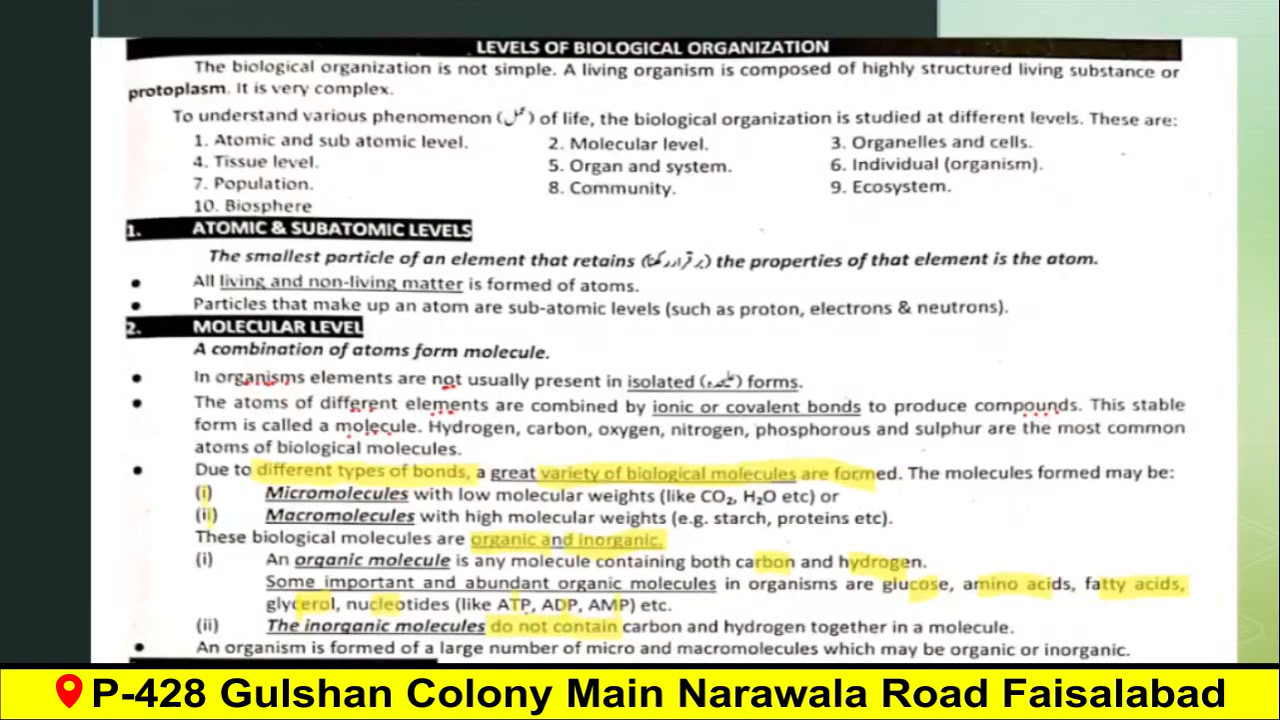 LEVELS OF BIOLOGICAL ORGANIZATION
The biological organization is not simple. A living organism is composed of highly structured living substance or
protoplasm. It is very complex.
To understand various phenomenon (عمل) of life, the biological organization is studied at different levels. These are:
1. Atomic and sub atomic level. 2. Molecular level. 3. Organelles and cells.
4. Tissue level. 5. Organ and system. 6. Individual (organism).
7. Population. 8. Community. 9. Ecosystem.
10. Biosphere
1. ATOMIC & SUBATOMIC LEVELS
The smallest particle of an element that retains (برقرار رکھنا) the properties of that element is the atom.
• All living and non-living matter is formed of atoms.
• Particles that make up an atom are sub-atomic levels (such as proton, electrons & neutrons).
2. MOLECULAR LEVEL
A combination of atoms form molecule.
• In organisms elements are not usually present in isolated (علیحدہ) forms.
• The atoms of different elements are combined by ionic or covalent bonds to produce compounds. This stable
form is called a molecule. Hydrogen, carbon, oxygen, nitrogen, phosphorous and sulphur are the most common
atoms of biological molecules.
• Due to different types of bonds, a great variety of biological molecules are formed. The molecules formed may be:
(i) Micromolecules with low molecular weights (like CO₂, H₂O etc) or
(ii) Macromolecules with high molecular weights (e.g. starch, proteins etc).
These biological molecules are organic and inorganic.
(i) An organic molecule is any molecule containing both carbon and hydrogen.
Some important and abundant organic molecules in organisms are glucose, amino acids, fatty acids,
glycerol, nucleotides (like ATP, ADP, AMP) etc.
(ii) The inorganic molecules do not contain carbon and hydrogen together in a molecule.
• An organism is formed of a large number of micro and macromolecules which may be organic or inorganic.
P-428 Gulshan Colony Main Narawala Road Faisalabad